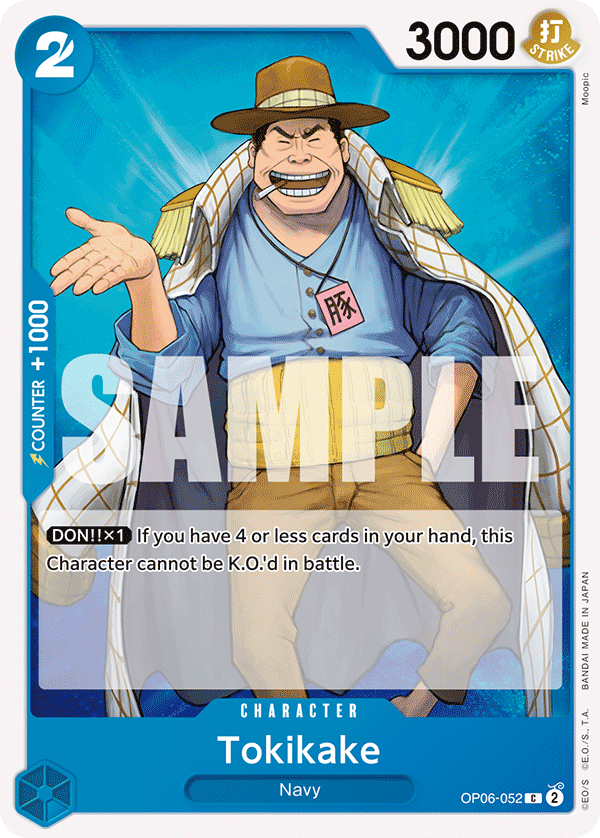 2
3000
打
STRIKE
Moopic
豚
COUNTER +1000
SAMPLE
DON!!×1 If you have 4 or less cards in your hand, this
Character cannot be K.O.'d in battle.
CHARACTER
Tokikake
Navy
OP06-052 C 2
©EO/S ©E.O./S., T.A. BANDAI MADE IN JAPAN